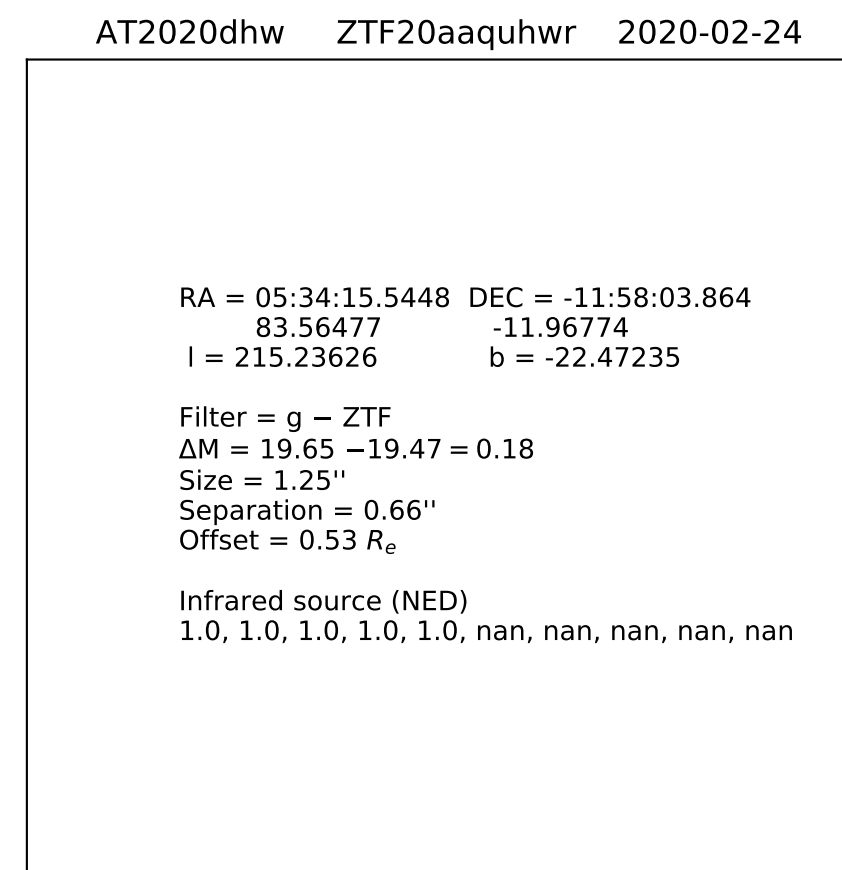 AT2020dhw ZTF20aaquhwr 2020-02-24
RA = 05:34:15.5448 DEC = -11:58:03.864
83.56477 -11.96774
l = 215.23626 b = -22.47235
Filter = g − ZTF
ΔM = 19.65 −19.47 = 0.18
Size = 1.25''
Separation = 0.66''
Offset = 0.53 Re
Infrared source (NED)
1.0, 1.0, 1.0, 1.0, 1.0, nan, nan, nan, nan, nan